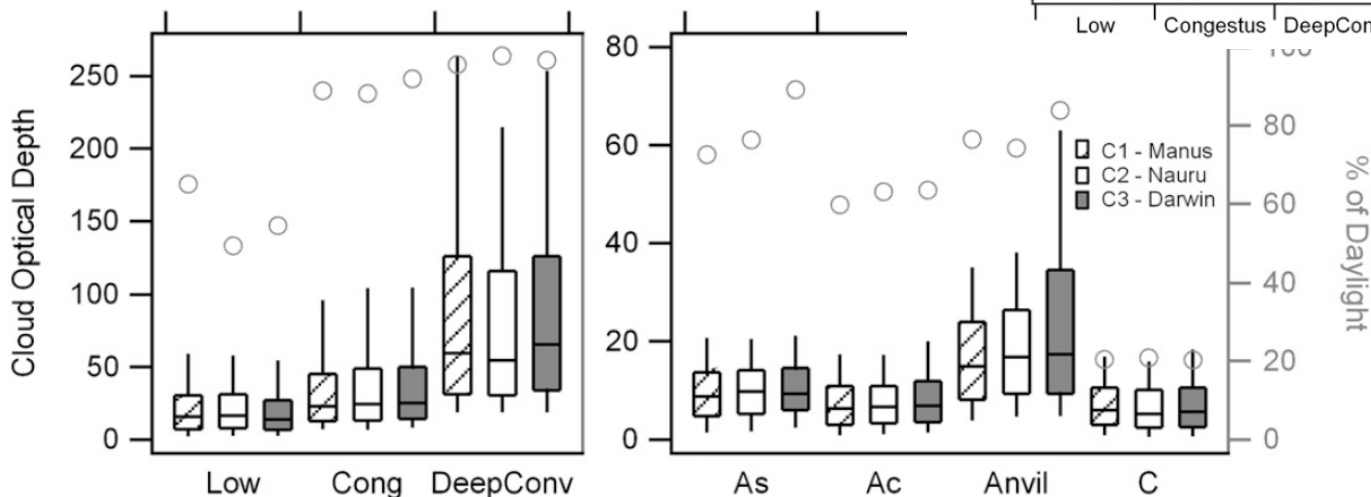 Low Congestus DeepCon
Cloud Optical Depth
250
200
150
100
50
0
Low Cong DeepConv
80
60
40
20
0
As Ac Anvil C
C1 - Manus
C2 - Nauru
C3 - Darwin
100
80
60
40
20
0
% of Daylight